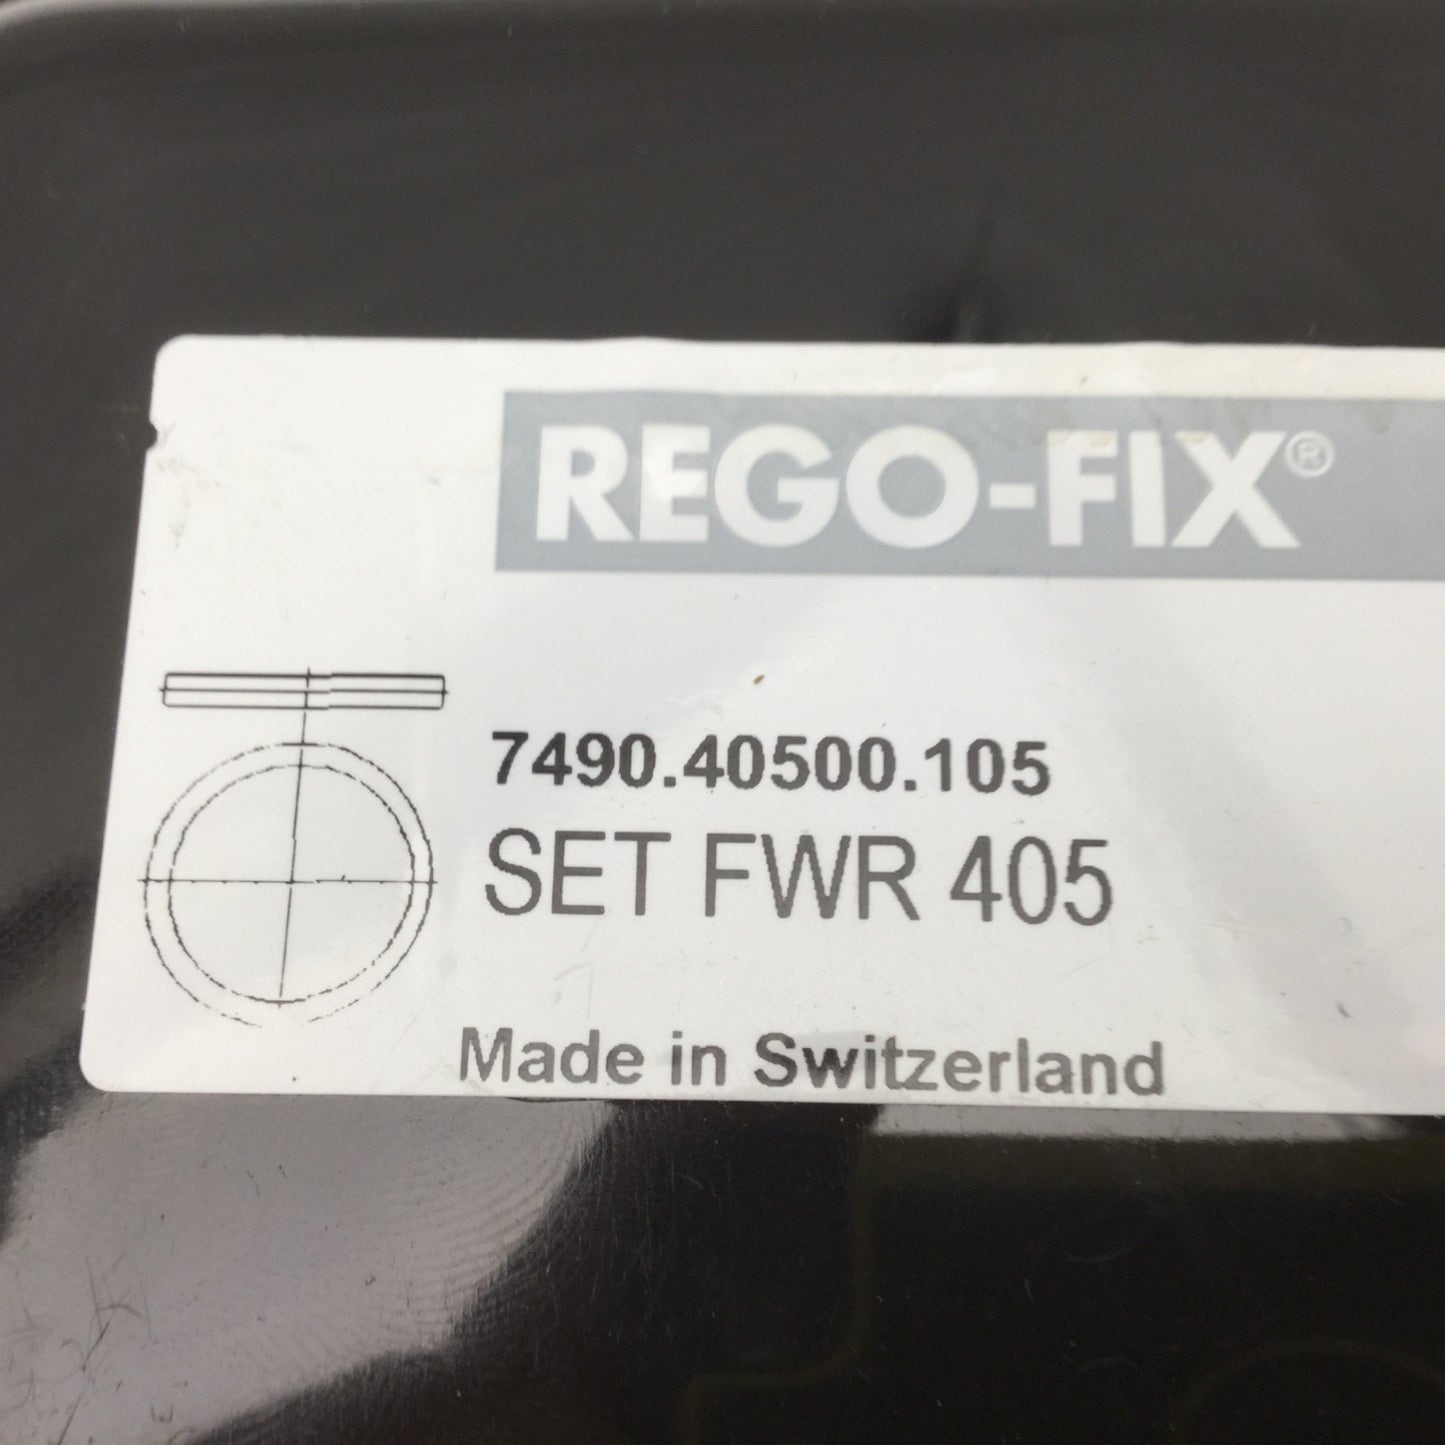 REGO-FIX®
7490.40500.105
SET FWR 405
Made in Switzerland